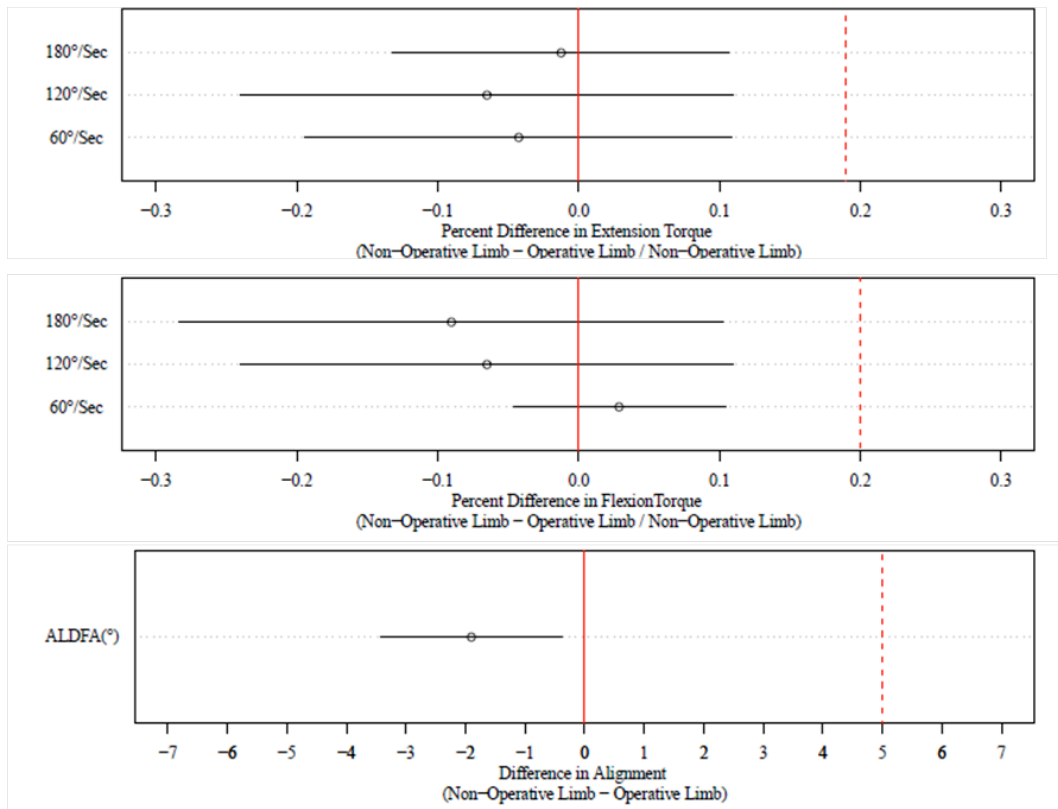 180°/Sec
120°/Sec
60°/Sec
−0.3 −0.2 −0.1 0.0 0.1 0.2 0.3
Percent Difference in Extension Torque
(Non−Operative Limb − Operative Limb / Non−Operative Limb)
180°/Sec
120°/Sec
60°/Sec
−0.3 −0.2 −0.1 0.0 0.1 0.2 0.3
Percent Difference in FlexionTorque
(Non−Operative Limb − Operative Limb / Non−Operative Limb)
ALDFA(°)
−7 −6 −5 −4 −3 −2 −1 0 1 2 3 4 5 6 7
Difference in Alignment
(Non−Operative Limb − Operative Limb)